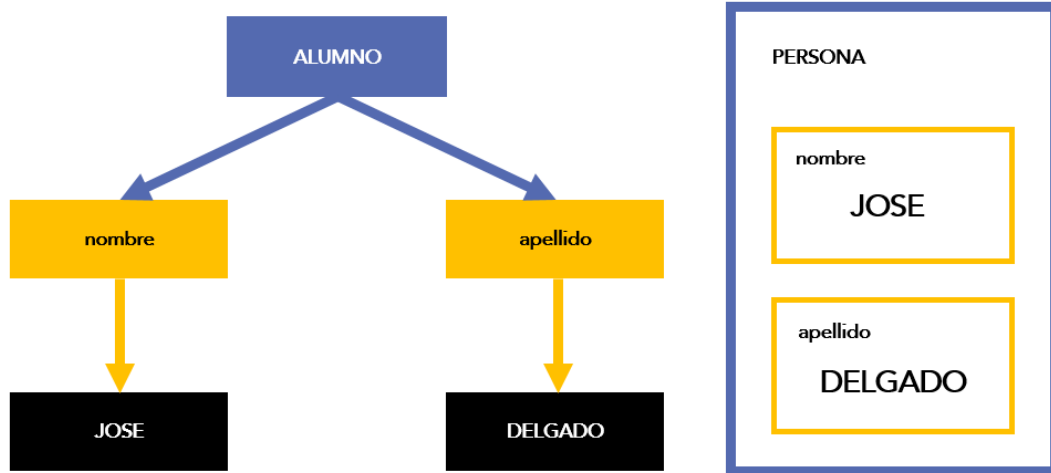 ALUMNO
nombre
apellido
JOSE
DELGADO
PERSONA
nombre
JOSE
apellido
DELGADO